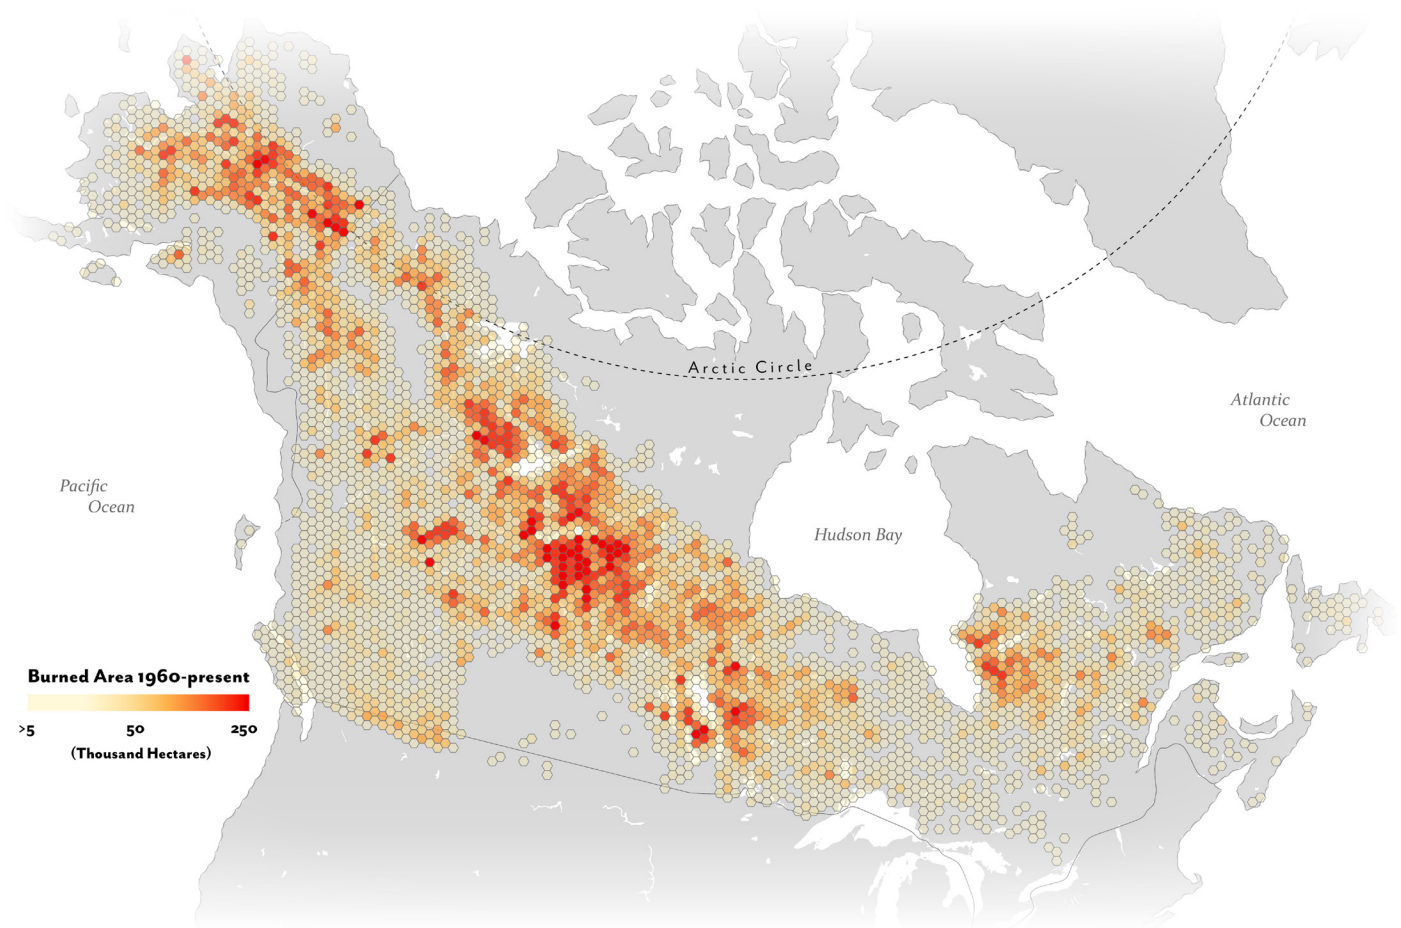 Arctic Circle
Atlantic
Ocean
Pacific
Ocean
Hudson Bay
Burned Area 1960-present
>5 50 250
(Thousand Hectares)